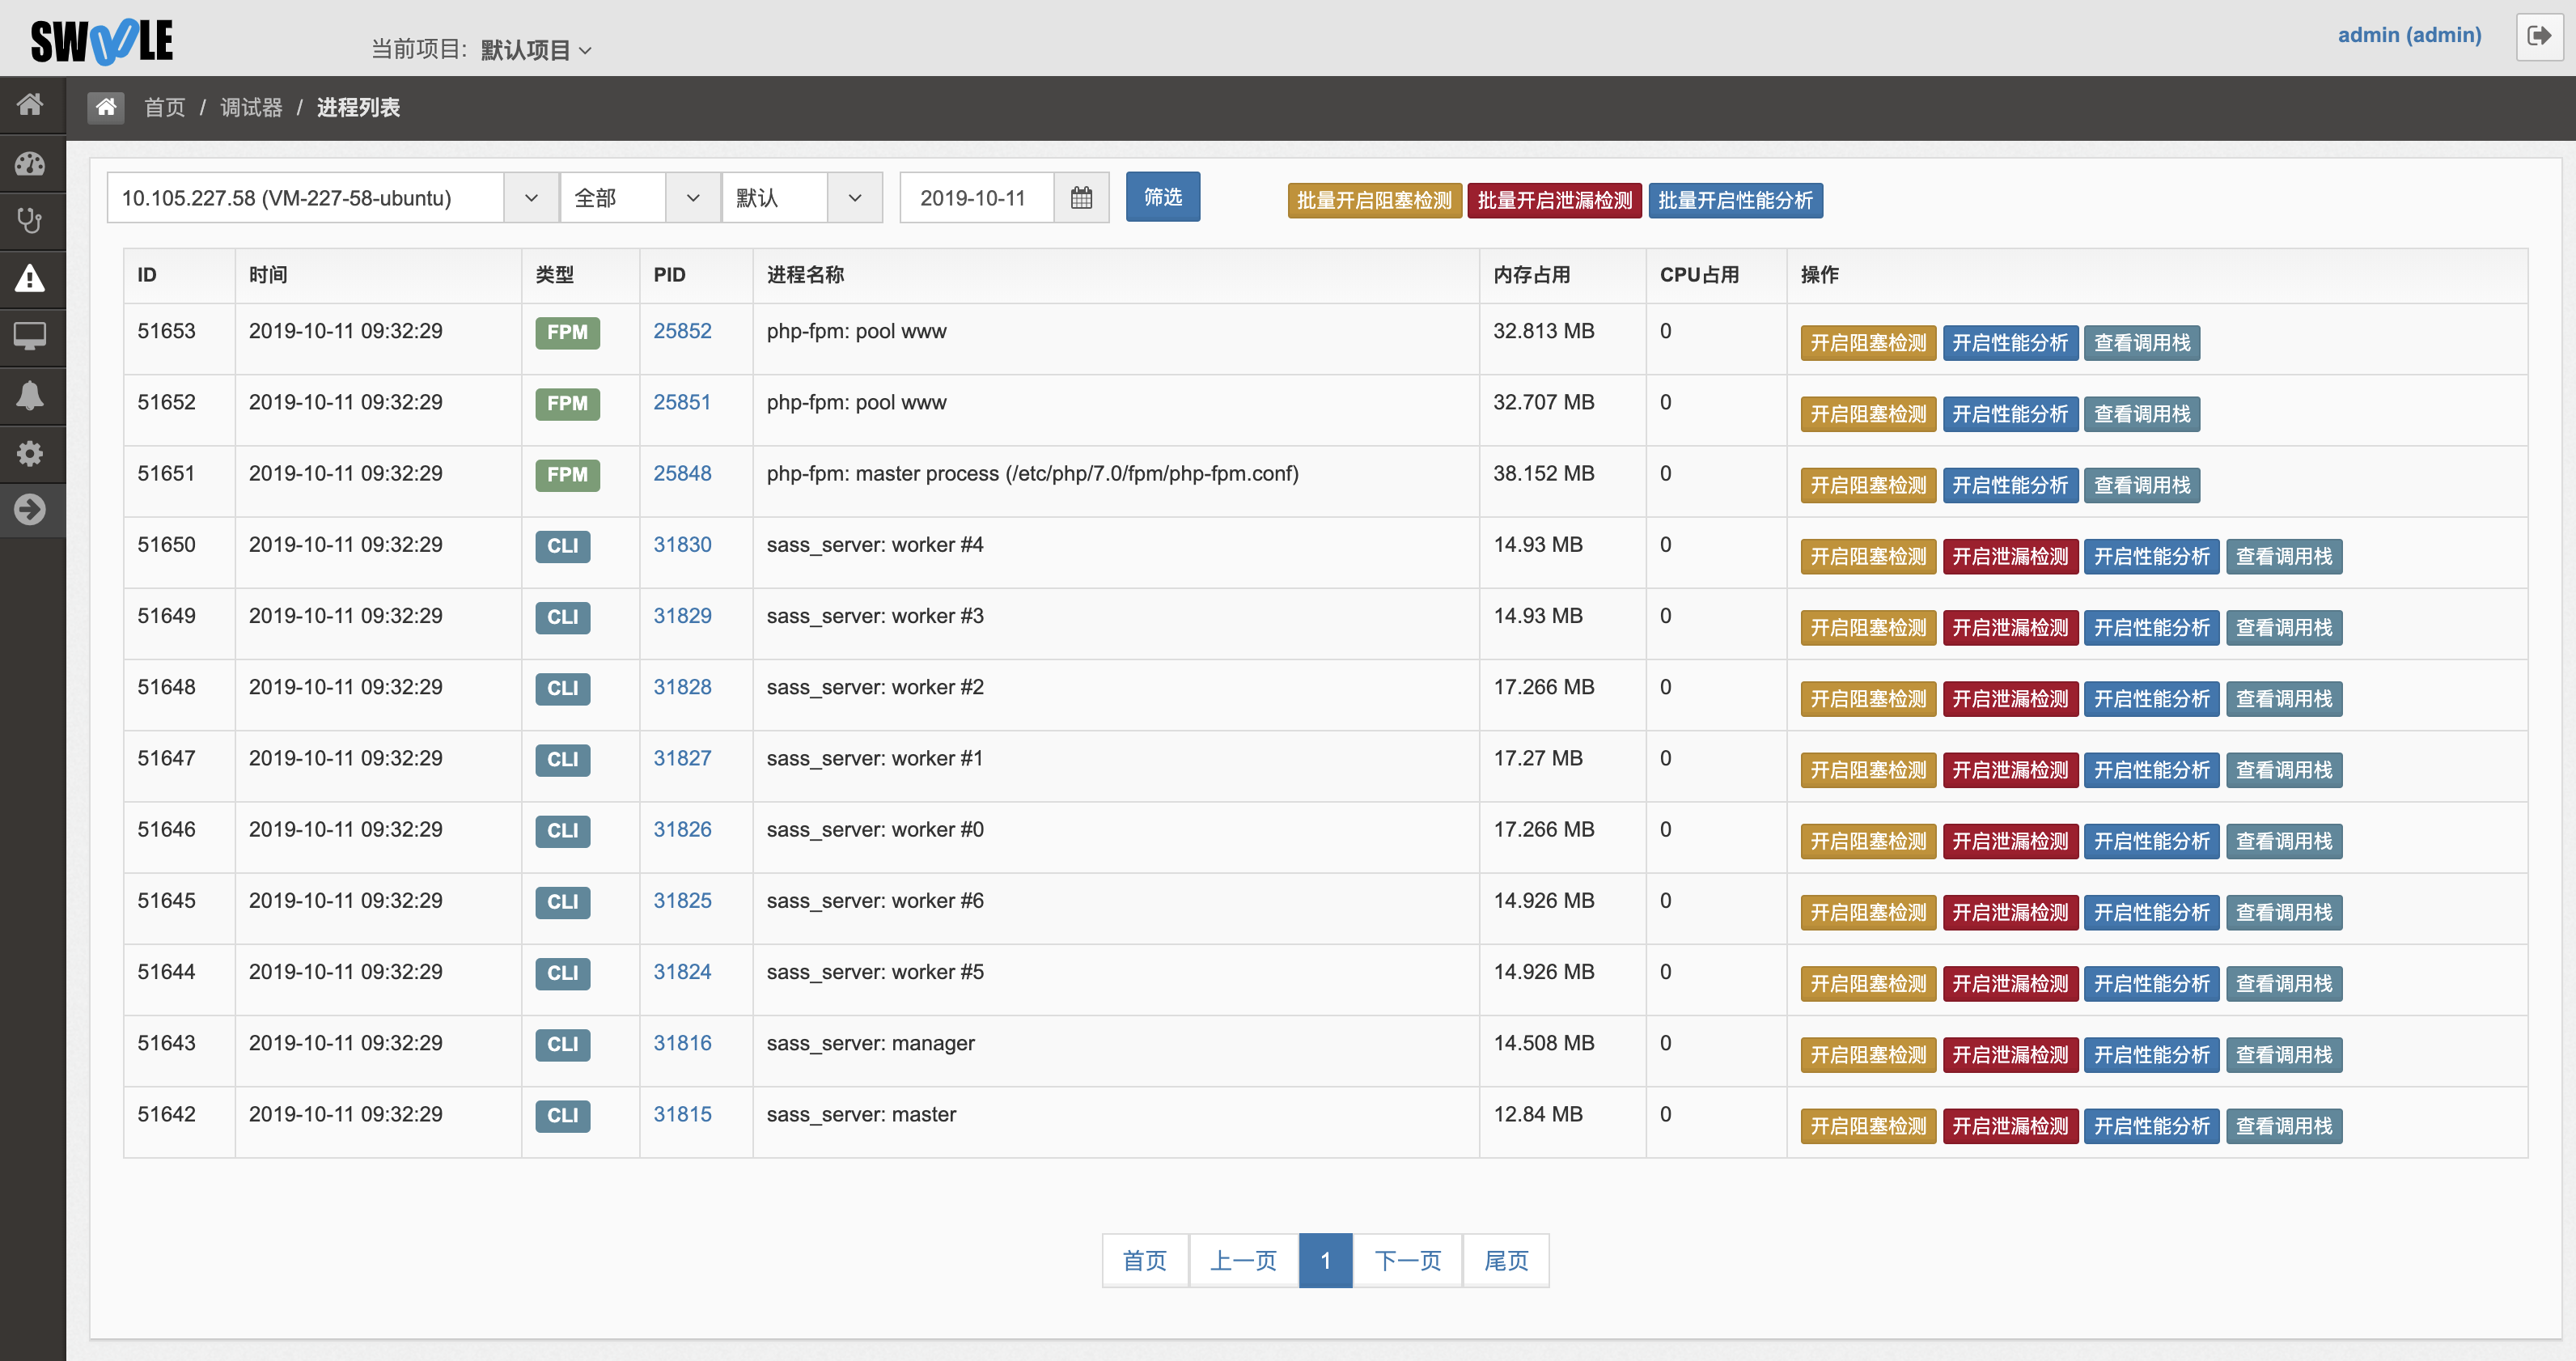 SWOOLE
当前项目: 默认项目
admin (admin)
首页 / 调试器 / 进程列表
10.105.227.58 (VM-227-58-ubuntu) 全部 默认 2019-10-11 筛选 批量开启阻塞检测 批量开启泄漏检测 批量开启性能分析
ID 时间 类型 PID 进程名称 内存占用 CPU占用 操作
51653 2019-10-11 09:32:29 FPM 25852 php-fpm: pool www 32.813 MB 0 开启阻塞检测 开启性能分析 查看调用栈
51652 2019-10-11 09:32:29 FPM 25851 php-fpm: pool www 32.707 MB 0 开启阻塞检测 开启性能分析 查看调用栈
51651 2019-10-11 09:32:29 FPM 25848 php-fpm: master process (/etc/php/7.0/fpm/php-fpm.conf) 38.152 MB 0 开启阻塞检测 开启性能分析 查看调用栈
51650 2019-10-11 09:32:29 CLI 31830 sass_server: worker #4 14.93 MB 0 开启阻塞检测 开启泄漏检测 开启性能分析 查看调用栈
51649 2019-10-11 09:32:29 CLI 31829 sass_server: worker #3 14.93 MB 0 开启阻塞检测 开启泄漏检测 开启性能分析 查看调用栈
51648 2019-10-11 09:32:29 CLI 31828 sass_server: worker #2 17.266 MB 0 开启阻塞检测 开启泄漏检测 开启性能分析 查看调用栈
51647 2019-10-11 09:32:29 CLI 31827 sass_server: worker #1 17.27 MB 0 开启阻塞检测 开启泄漏检测 开启性能分析 查看调用栈
51646 2019-10-11 09:32:29 CLI 31826 sass_server: worker #0 17.266 MB 0 开启阻塞检测 开启泄漏检测 开启性能分析 查看调用栈
51645 2019-10-11 09:32:29 CLI 31825 sass_server: worker #6 14.926 MB 0 开启阻塞检测 开启泄漏检测 开启性能分析 查看调用栈
51644 2019-10-11 09:32:29 CLI 31824 sass_server: worker #5 14.926 MB 0 开启阻塞检测 开启泄漏检测 开启性能分析 查看调用栈
51643 2019-10-11 09:32:29 CLI 31816 sass_server: manager 14.508 MB 0 开启阻塞检测 开启泄漏检测 开启性能分析 查看调用栈
51642 2019-10-11 09:32:29 CLI 31815 sass_server: master 12.84 MB 0 开启阻塞检测 开启泄漏检测 开启性能分析 查看调用栈
首页 上一页 1 下一页 尾页